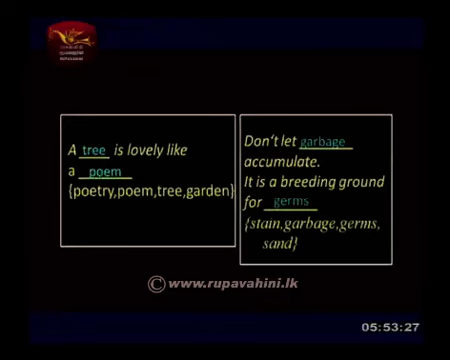 A tree is lovely like
a poem
{poetry,poem,tree,garden}
Don't let garbage
accumulate.
It is a breeding ground
for germs
{stain,garbage,germs,
sand}
© www.rupavahini.lk
05:53:27